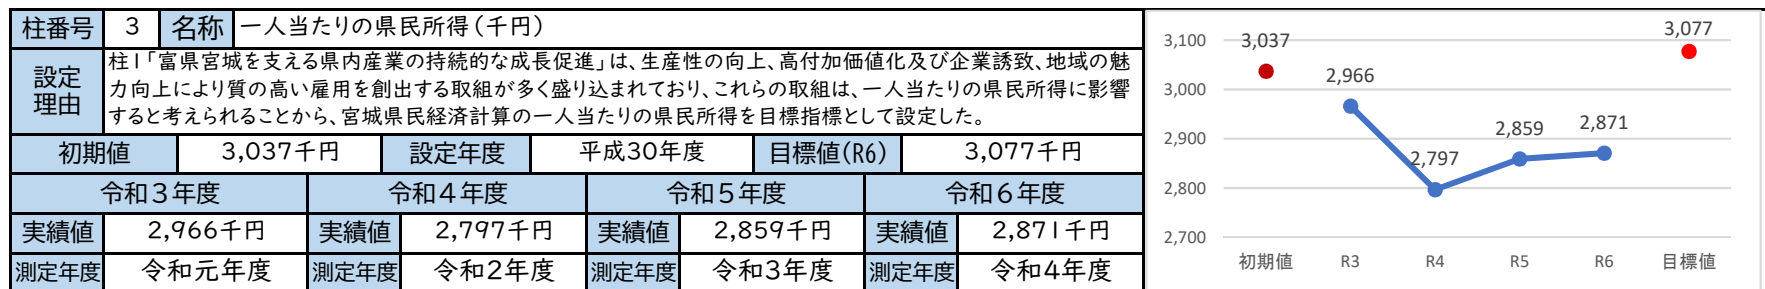 柱番号 3 名称 一人当たりの県民所得(千円)
設定理由
柱1「富県宮城を支える県内産業の持続的な成長促進」は、生産性の向上、高付加価値化及び企業誘致、地域の魅
力向上により質の高い雇用を創出する取組が多く盛り込まれており、これらの取組は、一人当たりの県民所得に影響
すると考えられることから、宮城県民経済計算の一人当たりの県民所得を目標指標として設定した。
初期値 3,037千円 設定年度 平成30年度 目標値(R6) 3,077千円
令和3年度 令和4年度 令和5年度 令和6年度
実績値 2,966千円 実績値 2,797千円 実績値 2,859千円 実績値 2,871千円
測定年度 令和元年度 測定年度 令和2年度 測定年度 令和3年度 測定年度 令和4年度
3,100
3,000
2,900
2,800
2,700
3,037
2,966
2,797
2,859
2,871
3,077
初期値 R3 R4 R5 R6 目標値